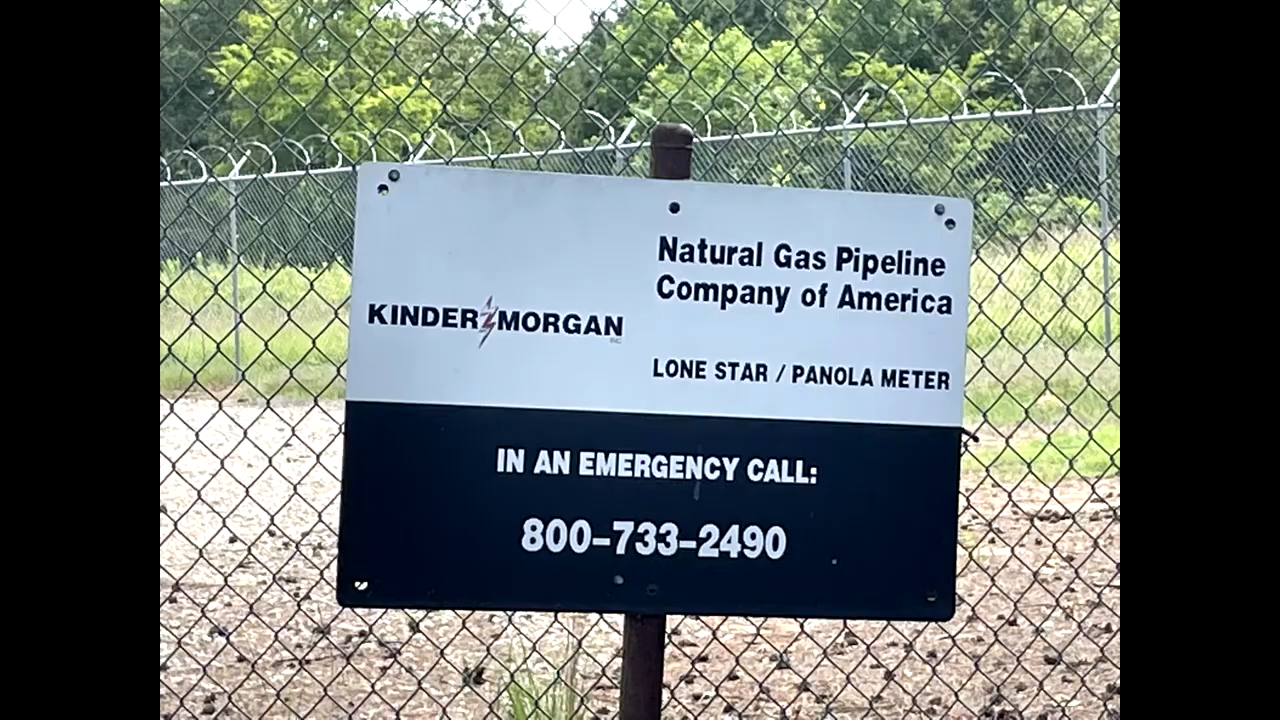 Natural Gas Pipeline
Company of America
KINDER MORGAN
LONE STAR / PANOLA METER
IN AN EMERGENCY CALL:
800-733-2490